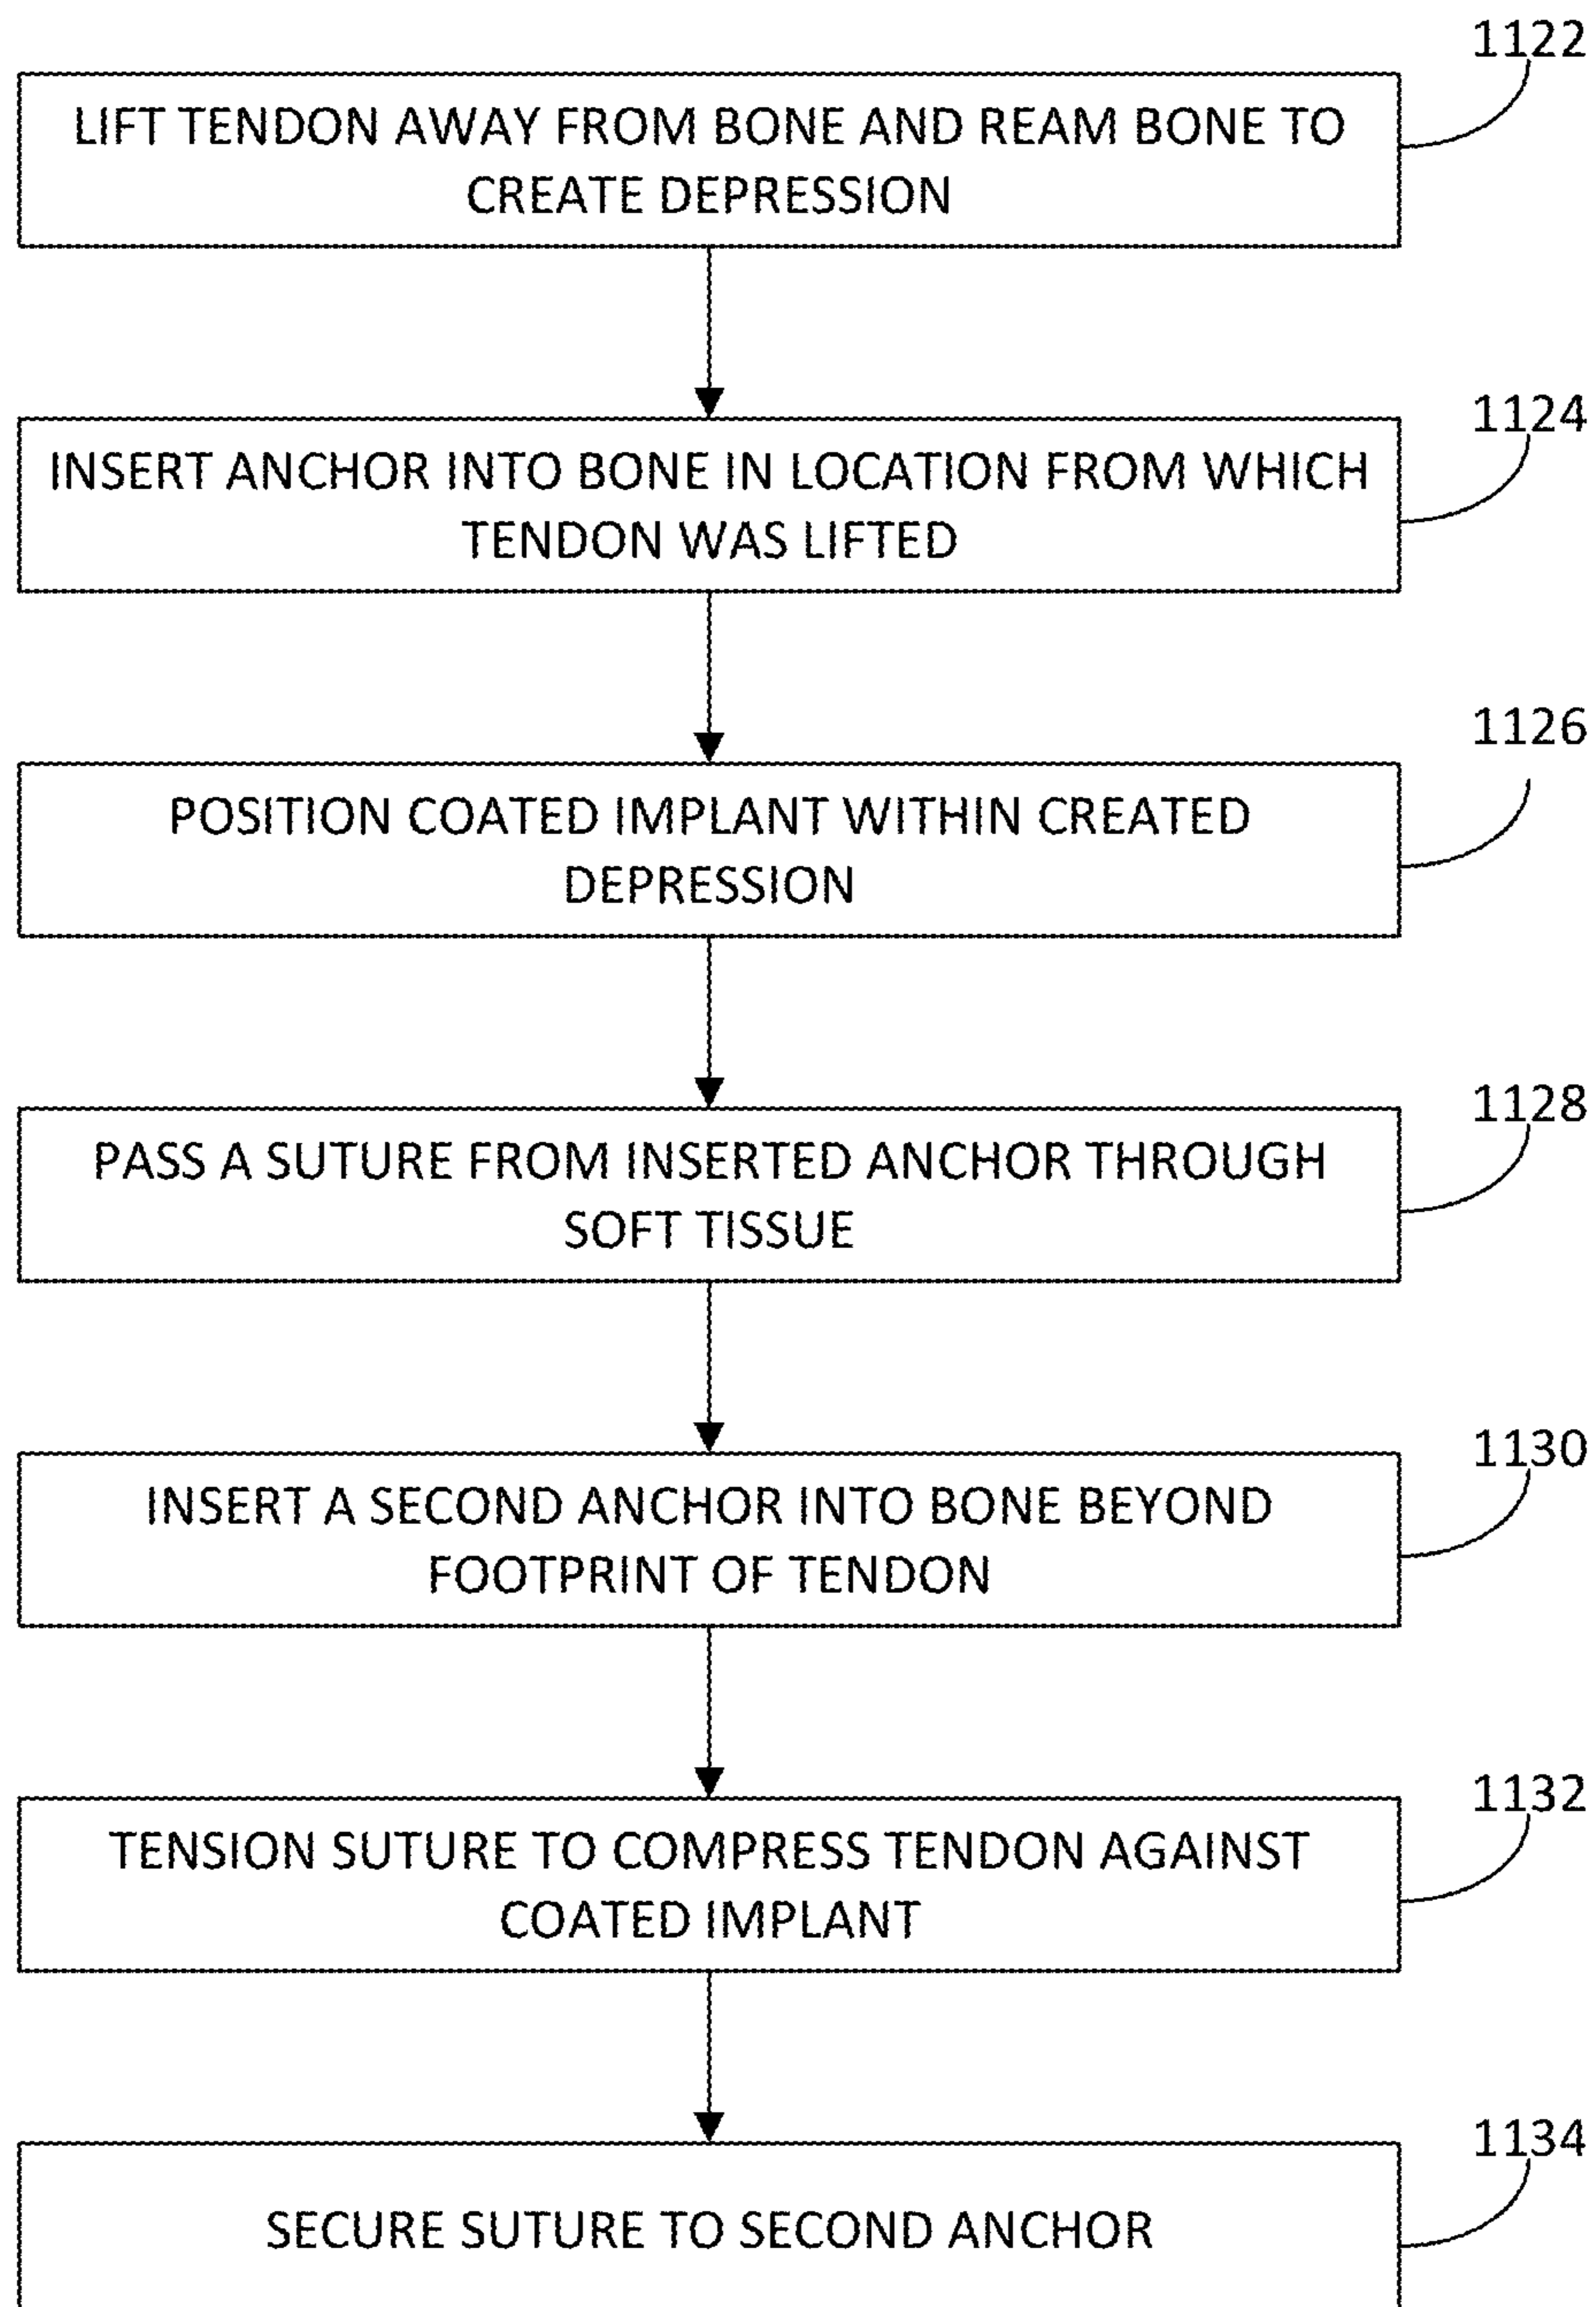 1122
LIFT TENDON AWAY FROM BONE AND REAM BONE TO
CREATE DEPRESSION
1124
INSERT ANCHOR INTO BONE IN LOCATION FROM WHICH
TENDON WAS LIFTED
1126
POSITION COATED IMPLANT WITHIN CREATED
DEPRESSION
1128
PASS A SUTURE FROM INSERTED ANCHOR THROUGH
SOFT TISSUE
1130
INSERT A SECOND ANCHOR INTO BONE BEYOND
FOOTPRINT OF TENDON
1132
TENSION SUTURE TO COMPRESS TENDON AGAINST
COATED IMPLANT
1134
SECURE SUTURE TO SECOND ANCHOR